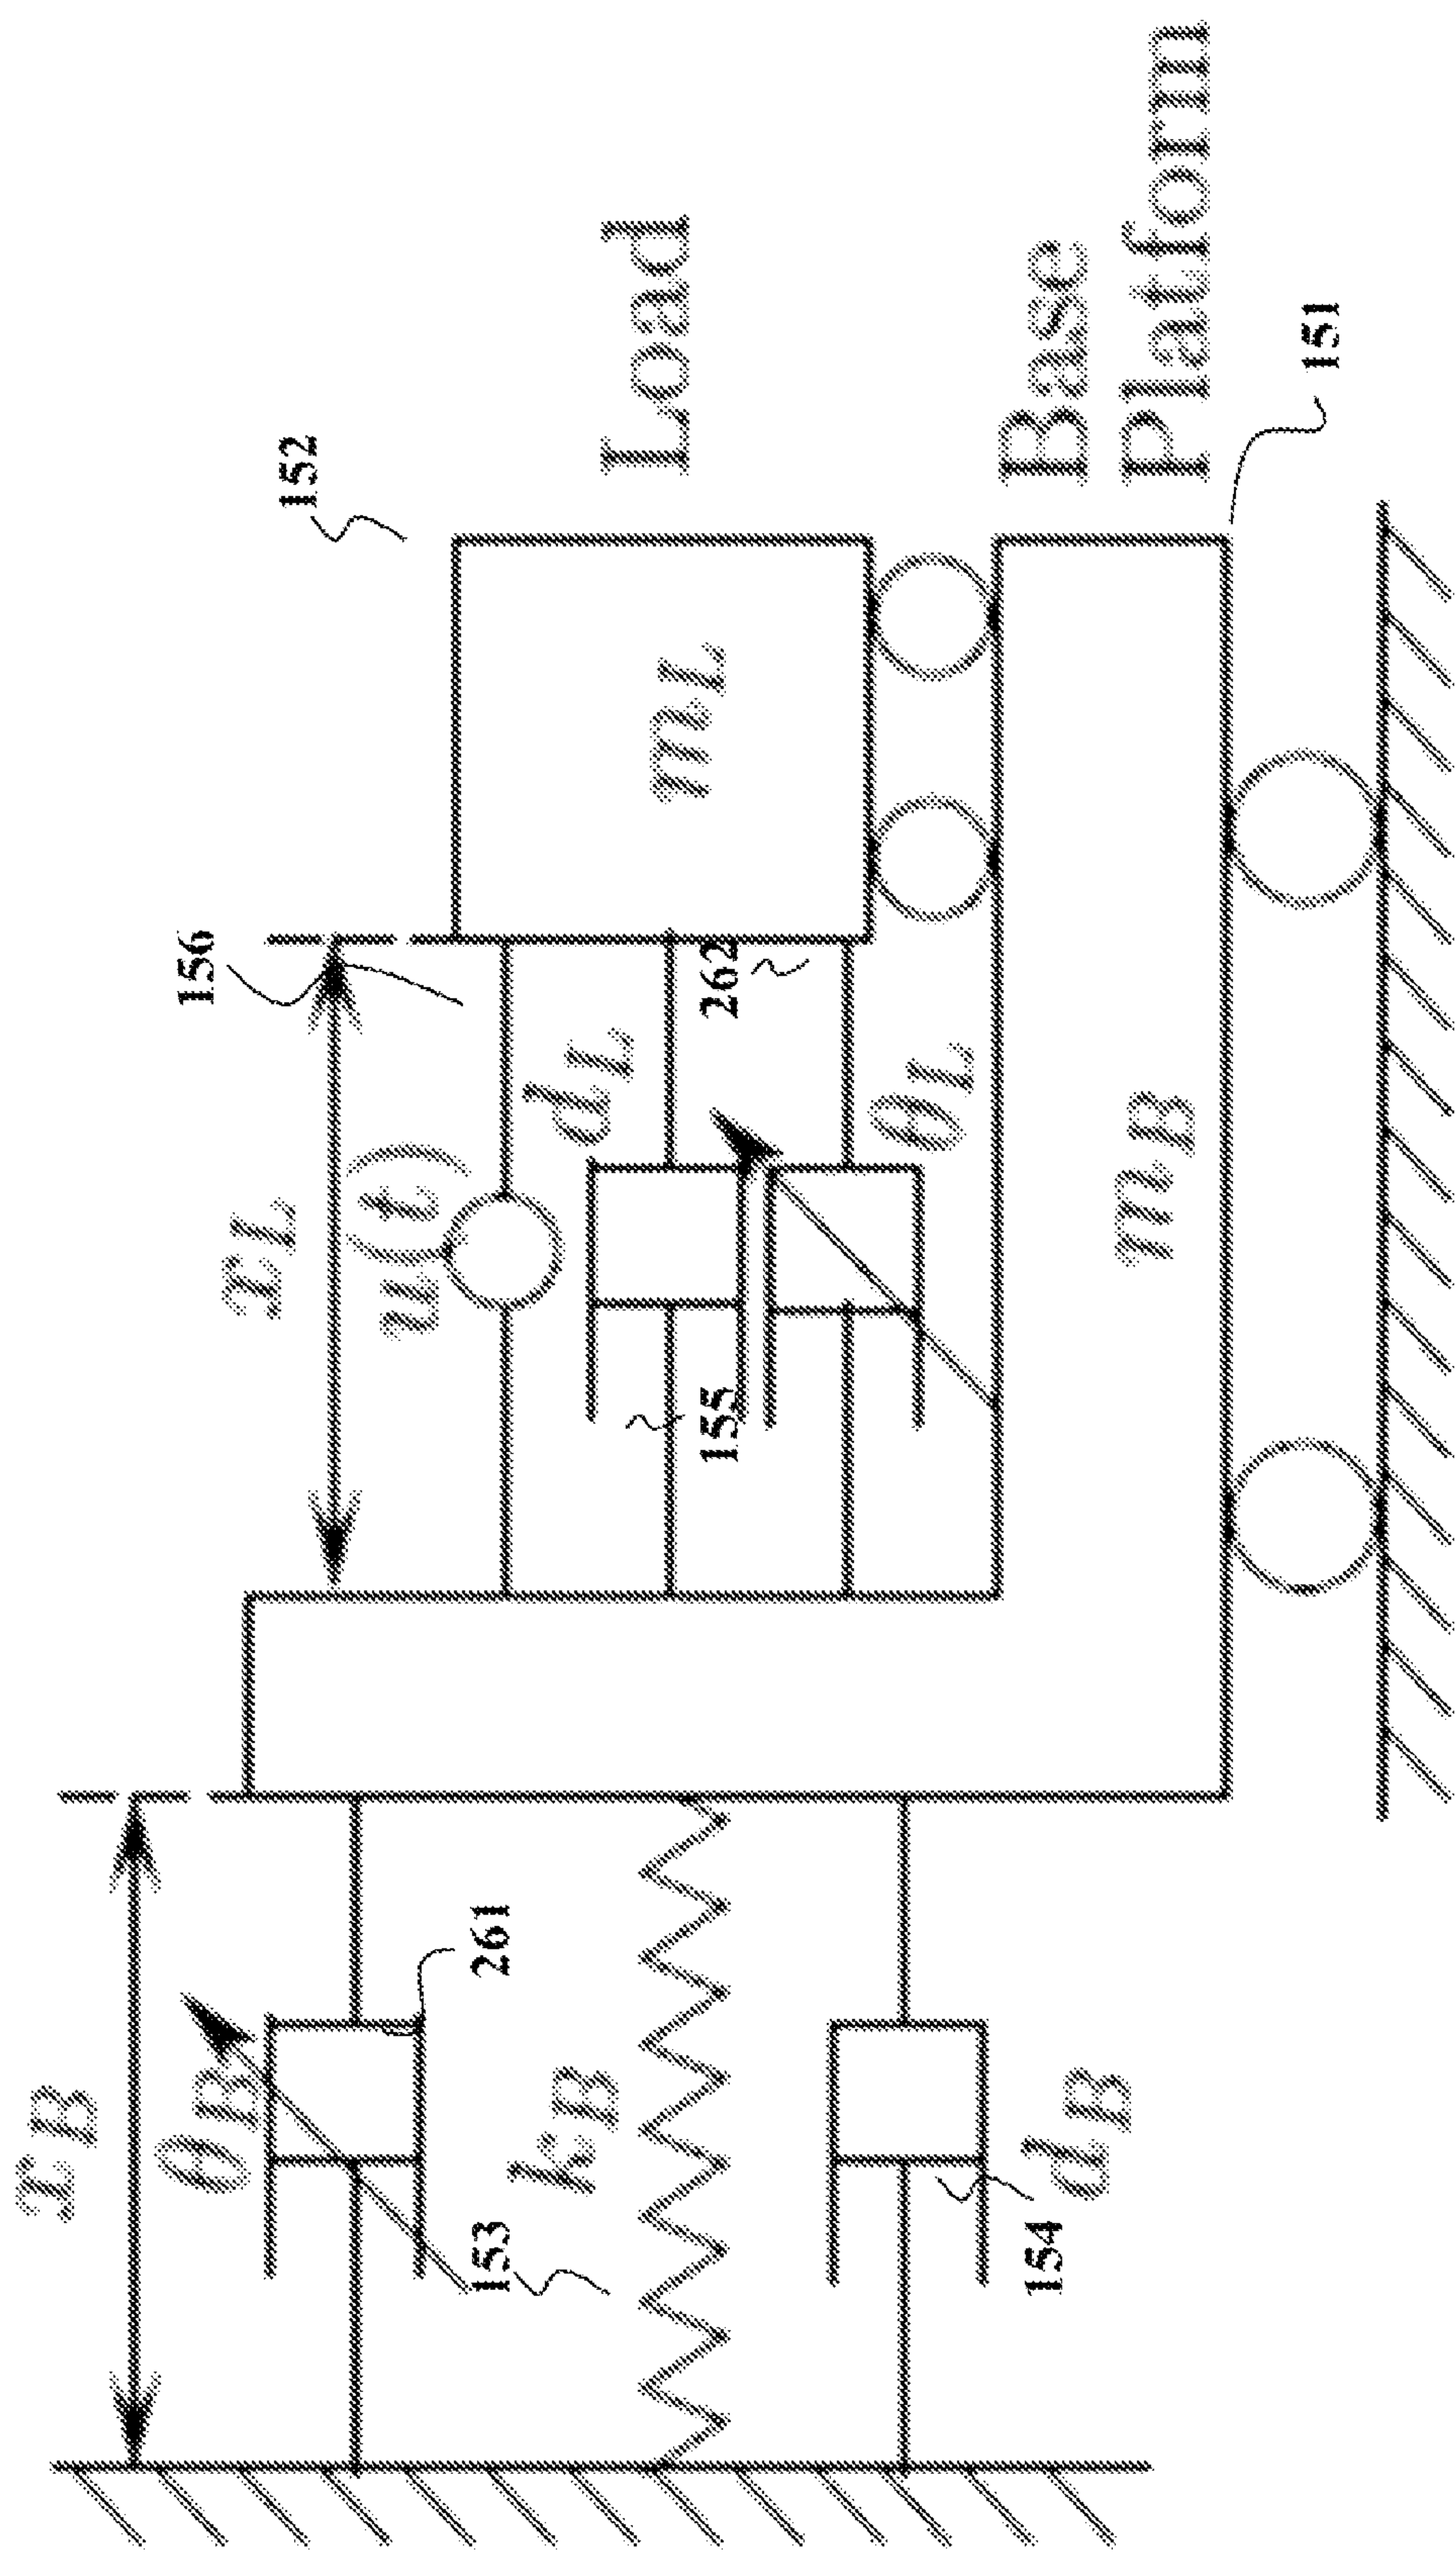 x_B
θ_B
261
153
k_B
154
d_B
x_L
156
u(t)
d_L
155
262
θ_L
152
m_L
Load
m_B
Base
Platform
151